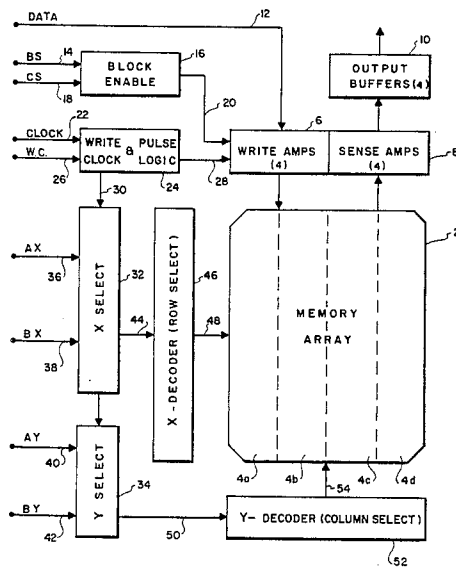 DATA
12
BS
14
CS
18
BLOCK
ENABLE
16
20
10
OUTPUT
BUFFERS (4)
6
CLOCK
22
W.C.
26
WRITE & PULSE
CLOCK LOGIC
24
28
WRITE AMPS
(4)
SENSE AMPS
(4)
8
30
2
AX
36
BX
38
X SELECT
32
44
46
X-DECODER (ROW SELECT)
48
MEMORY
ARRAY
AY
40
BY
42
Y SELECT
34
4a
4b
4c
4d
54
50
Y- DECODER (COLUMN SELECT)
52